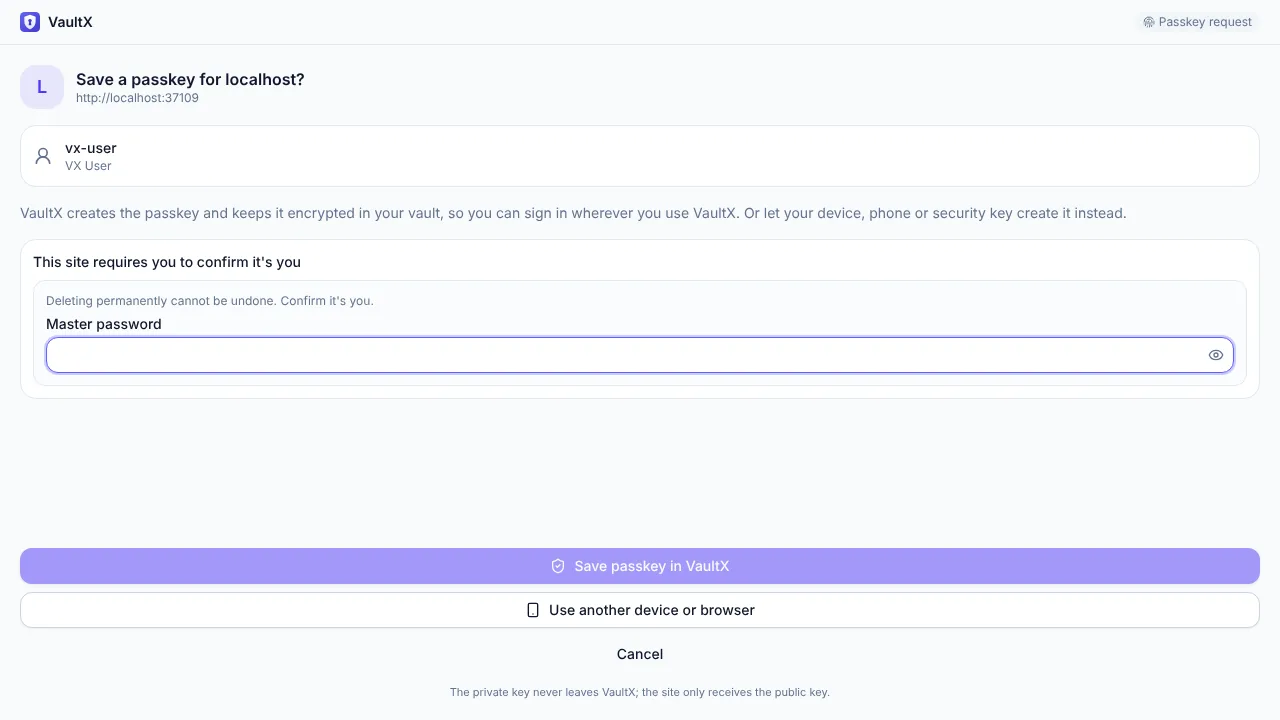 VaultX
Passkey request
L
Save a passkey for localhost?
http://localhost:37109
vx-user
VX User
VaultX creates the passkey and keeps it encrypted in your vault, so you can sign in wherever you use VaultX. Or let your device, phone or security key create it instead.
This site requires you to confirm it's you
Deleting permanently cannot be undone. Confirm it's you.
Master password
Save passkey in VaultX
Use another device or browser
Cancel
The private key never leaves VaultX; the site only receives the public key.